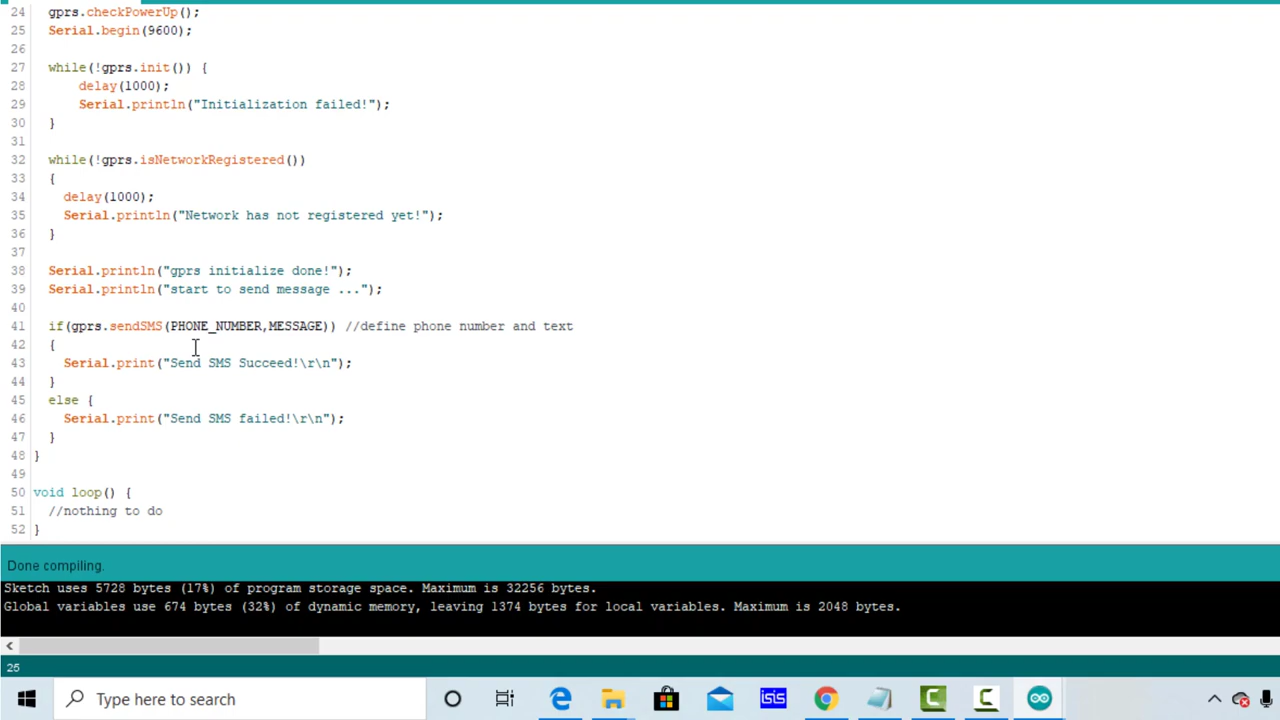 24 gprs.checkPowerUp();
25 Serial.begin(9600);
26
27 while(!gprs.init()) {
28 delay(1000);
29 Serial.println("Initialization failed!");
30 }
31
32 while(!gprs.isNetworkRegistered())
33 {
34 delay(1000);
35 Serial.println("Network has not registered yet!");
36 }
37
38 Serial.println("gprs initialize done!");
39 Serial.println("start to send message ...");
40
41 if(gprs.sendSMS(PHONE_NUMBER,MESSAGE)) //define phone number and text
42 {
43 Serial.print("Send SMS Succeed!\r\n");
44 }
45 else {
46 Serial.print("Send SMS failed!\r\n");
47 }
48 }
49
50 void loop() {
51 //nothing to do
52 }
Done compiling.
Sketch uses 5728 bytes (17%) of program storage space. Maximum is 32256 bytes.
Global variables use 674 bytes (32%) of dynamic memory, leaving 1374 bytes for local variables. Maximum is 2048 bytes.
25
Type here to search
isis